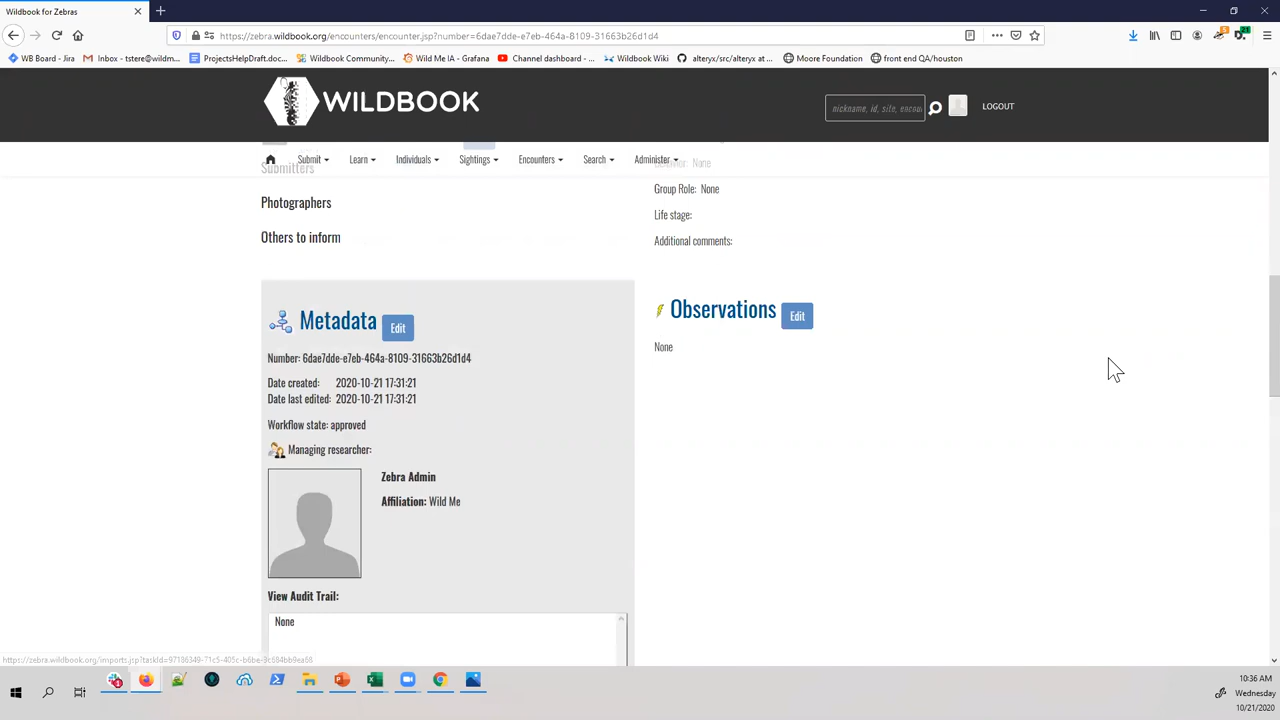 Wildbook for Zebras
https://zebra.wildbook.org/encounters/encounter.jsp?number=6dae7dde-e7eb-464a-8109-31663b26d1d4
WB Board - Jira
Inbox - tstere@wildm...
ProjectsHelpDraft.doc...
Wildbook Community...
Wild Me IA - Grafana
Channel dashboard - ...
Wildbook Wiki
alteryx/src/alteryx at ...
Moore Foundation
front end QA/houston
WILDBOOK
nickname, id, site, encou
LOGOUT
Submit
Learn
Individuals
Sightings
Encounters
Search
Administer
Submitters
Photographers
Others to inform
Behavior: None
Group Role: None
Life stage:
Additional comments:
Metadata
Edit
Number: 6dae7dde-e7eb-464a-8109-31663b26d1d4
Date created: 2020-10-21 17:31:21
Date last edited: 2020-10-21 17:31:21
Workflow state: approved
Managing researcher:
Zebra Admin
Affiliation: Wild Me
View Audit Trail:
None
Observations
Edit
None
10:36 AM
Wednesday
10/21/2020